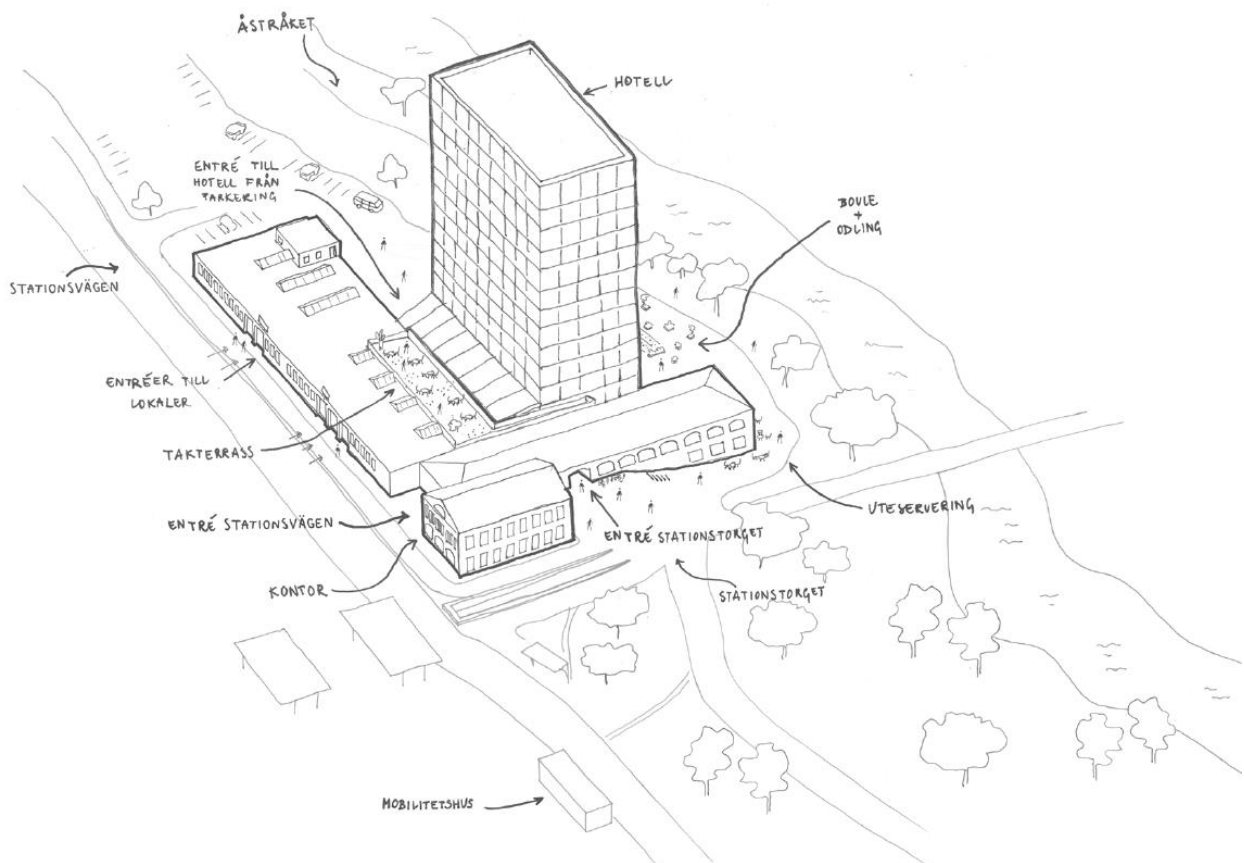 ÅSTRÅKET
HOTELL
ENTRÉ TILL
HOTELL FRÅN
PARKERING
BOULE
+
ODLING
STATIONSVÄGEN
ENTRÉER TILL
LOKALER
TAKTERRASS
ENTRÉ STATIONSVÄGEN
UTESERVERING
ENTRÉ STATIONSTORGET
KONTOR
STATIONSTORGET
MOBILITETSHUS